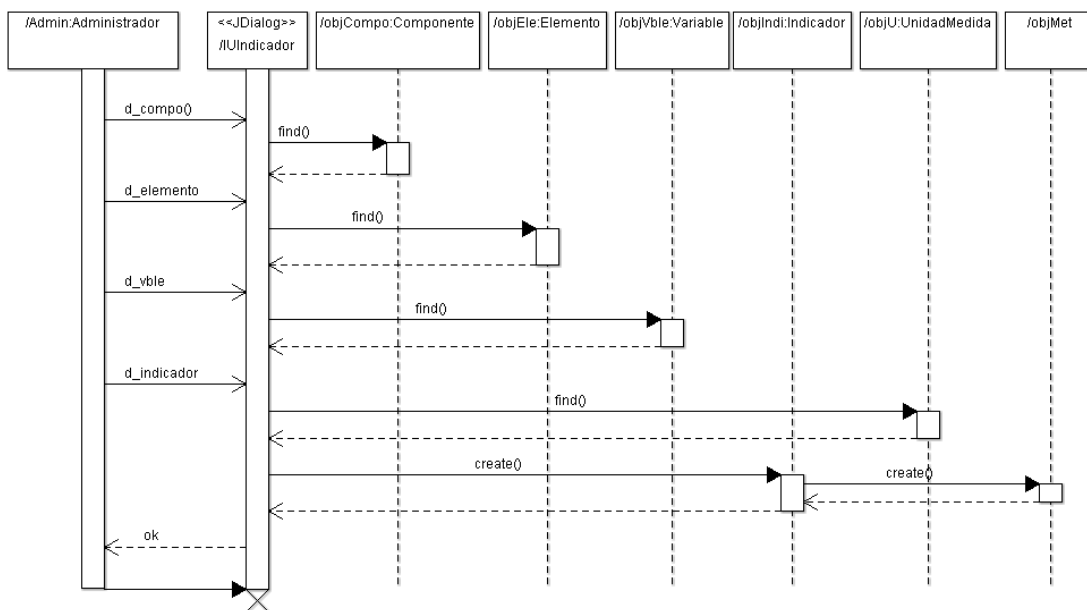 /Admin:Administrador
<<JDialog>>
/IUIndicador
/objCompo:Componente
/objEle:Elemento
/objVble:Variable
/objIndi:Indicador
/objU:UnidadMedida
/objMet
d_compo()
find()
d_elemento
find()
d_vble
find()
d_indicador
find()
create()
create()
ok